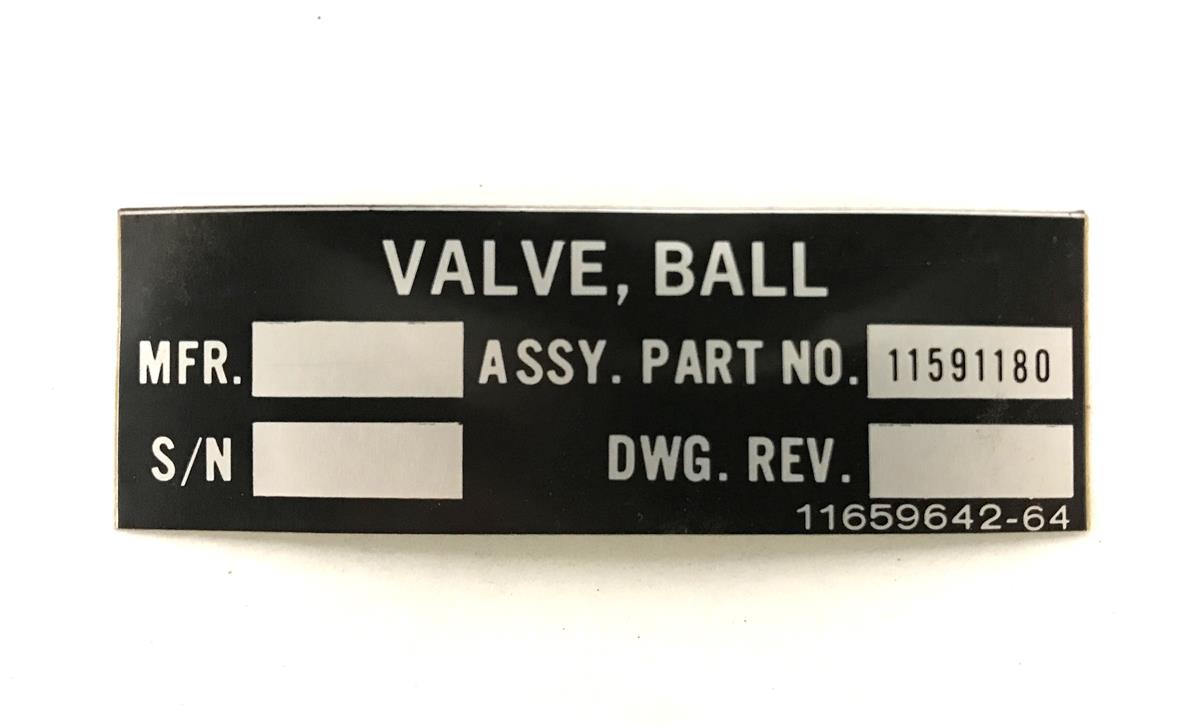 VALVE, BALL
MFR. ASSY. PART NO. 11591180
S/N DWG. REV.
11659642-64